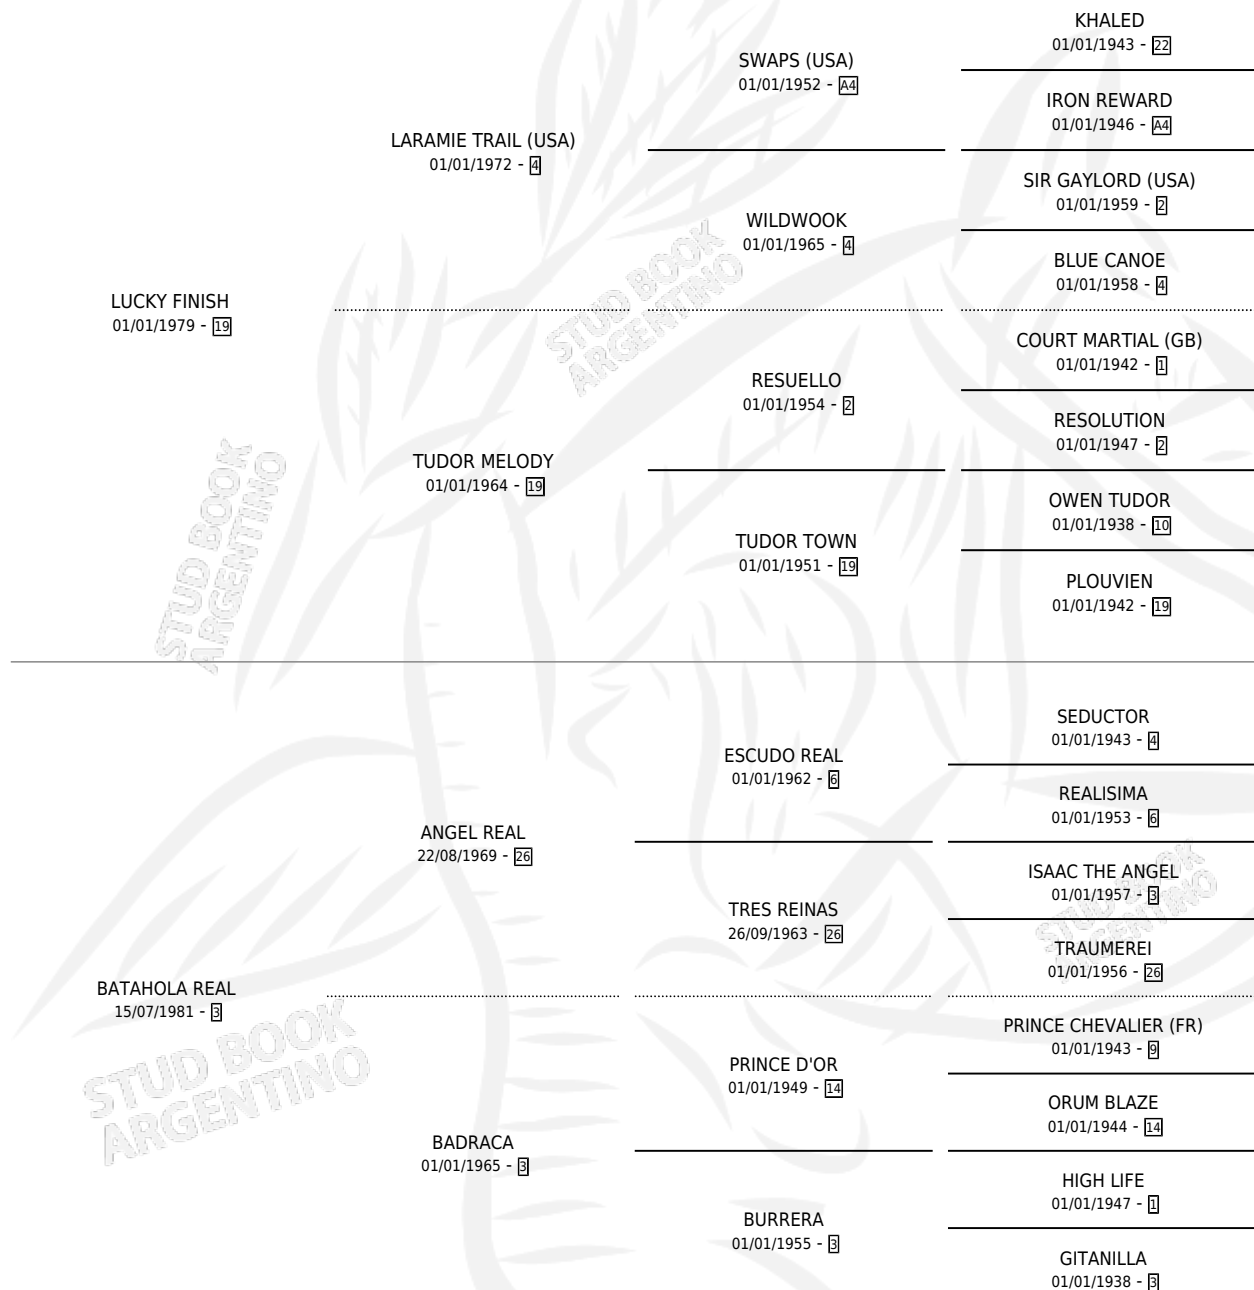 KHALED
01/01/1943 - 22
SWAPS (USA)
01/01/1952 - A4
IRON REWARD
01/01/1946 - A4
LARAMIE TRAIL (USA)
01/01/1972 - 4
SIR GAYLORD (USA)
01/01/1959 - 2
WILDWOOK
01/01/1965 - 4
BLUE CANOE
01/01/1958 - 4
LUCKY FINISH
01/01/1979 - 19
COURT MARTIAL (GB)
01/01/1942 - 1
RESUELLO
01/01/1954 - 2
RESOLUTION
01/01/1947 - 2
TUDOR MELODY
01/01/1964 - 19
OWEN TUDOR
01/01/1938 - 10
TUDOR TOWN
01/01/1951 - 19
PLOUVIEN
01/01/1942 - 19
SEDUCTOR
01/01/1943 - 4
ESCUDO REAL
01/01/1962 - 6
REALISIMA
01/01/1953 - 6
ANGEL REAL
22/08/1969 - 26
ISAAC THE ANGEL
01/01/1957 - 3
TRES REINAS
26/09/1963 - 26
TRAUMEREI
01/01/1956 - 26
BATAHOLA REAL
15/07/1981 - 3
PRINCE CHEVALIER (FR)
01/01/1943 - 9
PRINCE D'OR
01/01/1949 - 14
ORUM BLAZE
01/01/1944 - 14
BADRACA
01/01/1965 - 3
HIGH LIFE
01/01/1947 - 1
BURRERA
01/01/1955 - 3
GITANILLA
01/01/1938 - 3
STUD BOOK
ARGENTINO
STUD BOOK
ARGENTINO
STUD BOOK
ARGENTINO
STUD BOOK
ARGENTINO